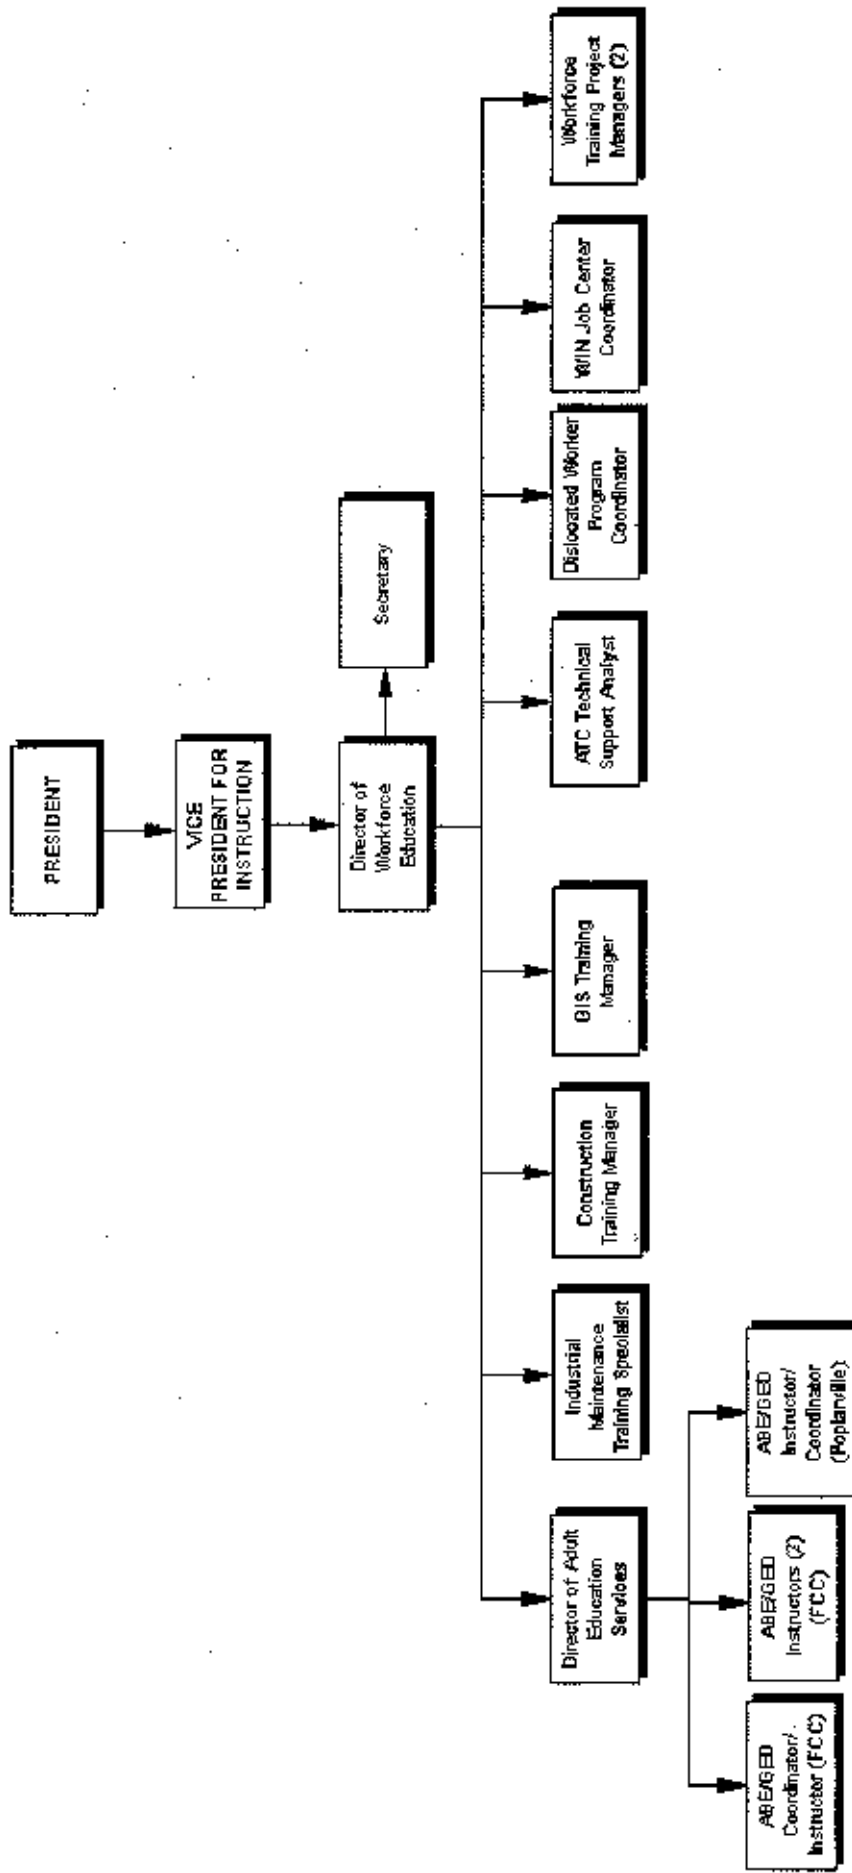 PRESIDENT
VICE
PRESIDENT FOR
INSTRUCTION
Director of
Workforce
Education
Secretary
Director of Adult
Education
Services
Industrial
Maintenance
Training Specialist
Construction
Training Manager
GIS Training
Manager
ATC Technical
Support Analyst
Dislocated Worker
Program
Coordinator
WIN Job Center
Coordinator
Workforce
Training Project
Managers (2)
ABE/GED
Coordinator/
Instructor (FCC)
ABE/GED
Instructors (2)
(FCC)
ABE/GED
Instructor/
Coordinator
(Poplarville)